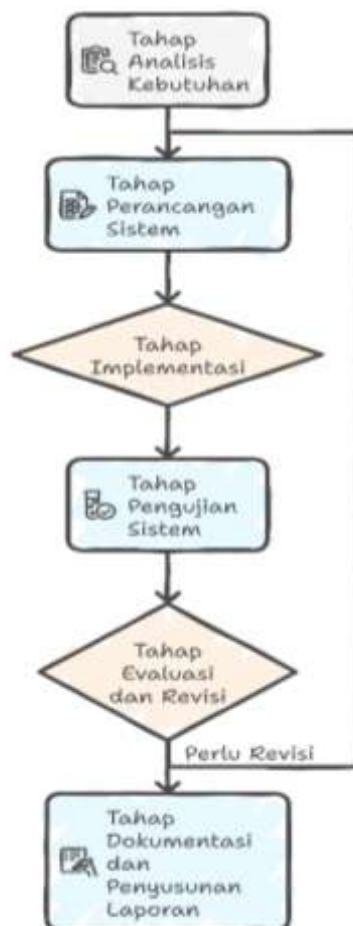 Tahap
Analisis
Kebutuhan
Tahap
Perancangan
Sistem
Tahap
Implementasi
Tahap
Pengujian
Sistem
Tahap
Evaluasi
dan Revisi
Perlu Revisi
Tahap
Dokumentasi
dan
Penyusunan
Laporan